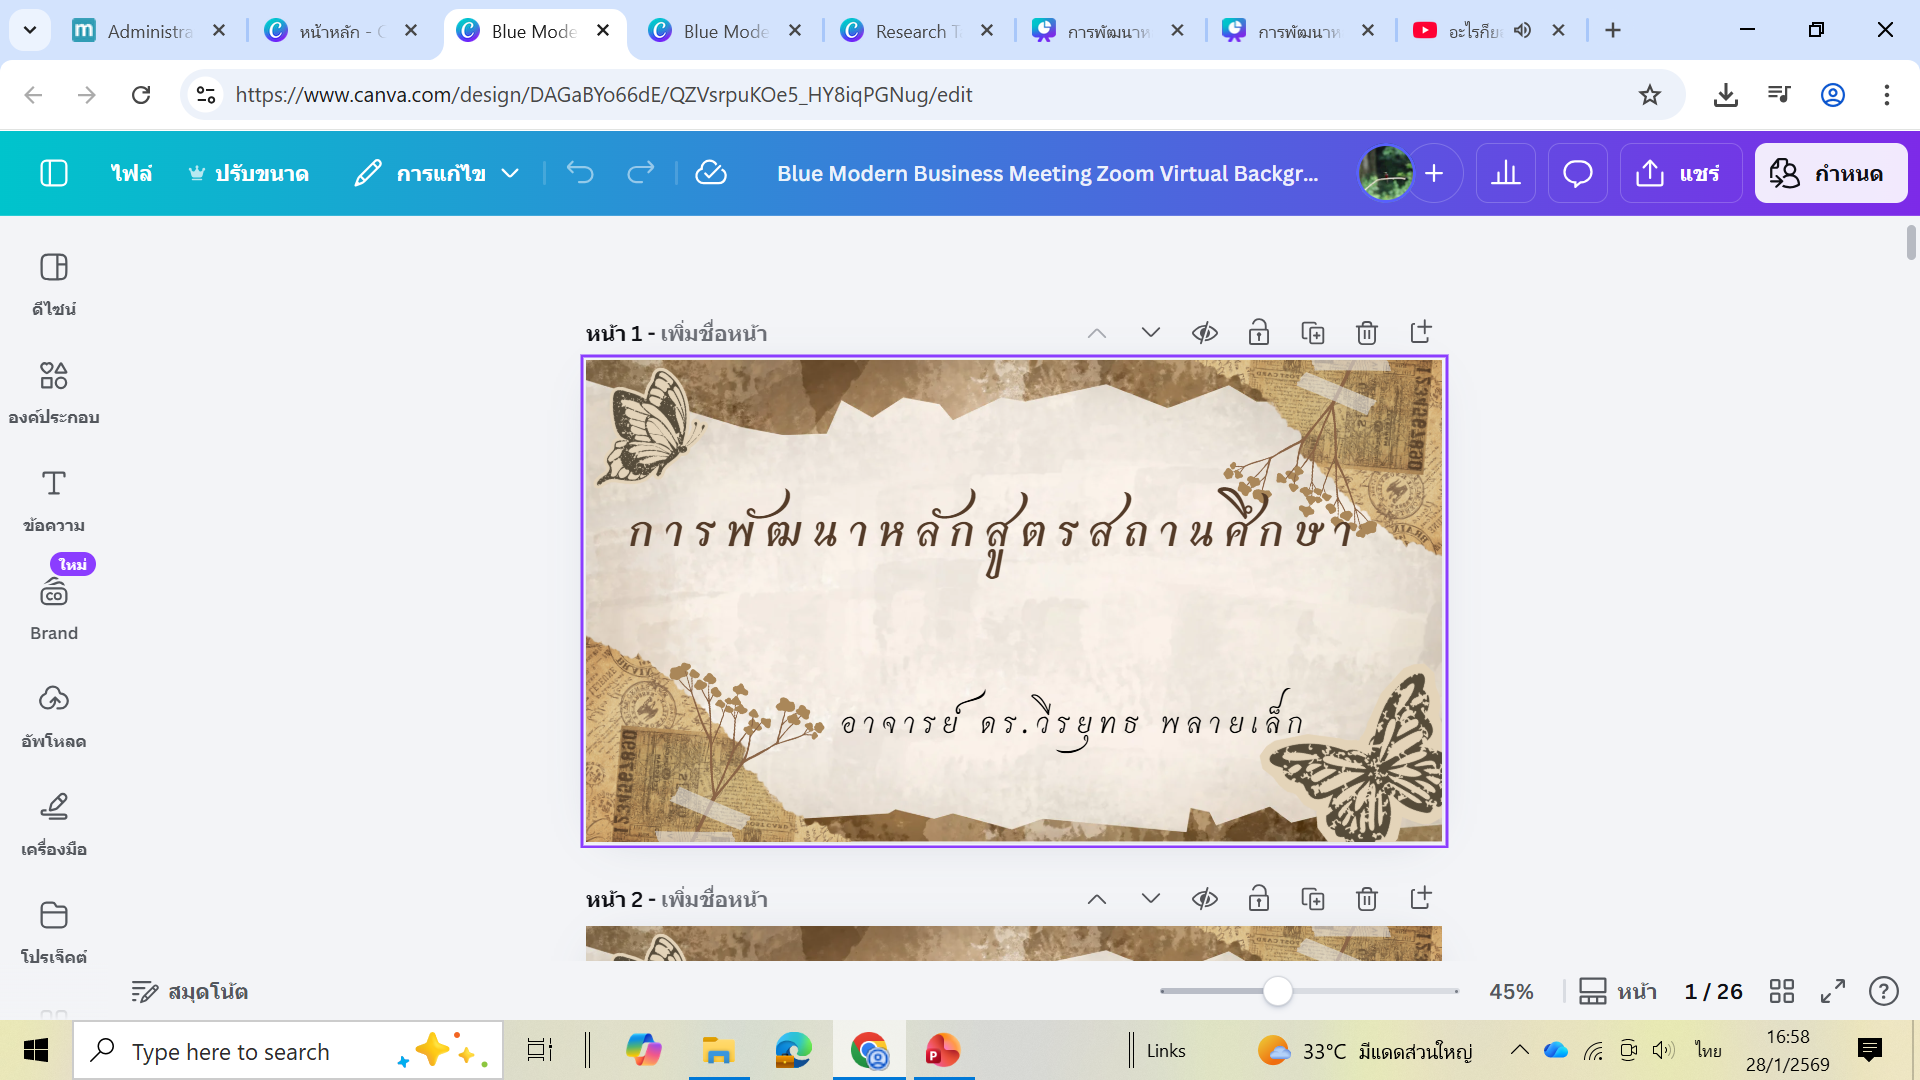 Administra
หน้าหลัก - C
Blue Mode
Blue Mode
Research T
การพัฒนาห
การพัฒนาห
อะไรก็ย
https://www.canva.com/design/DAGaBYo66dE/QZVsrpuKOe5_HY8iqPGNug/edit
ไฟล์
ปรับขนาด
การแก้ไข
Blue Modern Business Meeting Zoom Virtual Backgr...
แชร์
กำหนด
ดีไซน์
องค์ประกอบ
ข้อความ
ใหม่
Brand
อัพโหลด
เครื่องมือ
โปรเจ็คต์
หน้า 1 - เพิ่มชื่อหน้า
การพัฒนาหลักสูตรสถานศึกษา
อาจารย์ ดร.วีรยุทธ พลายเล็ก
หน้า 2 - เพิ่มชื่อหน้า
สมุดโน้ต
45%
หน้า
1 / 26
Type here to search
Links
33°C มีแดดส่วนใหญ่
ไทย
16:58
28/1/2569